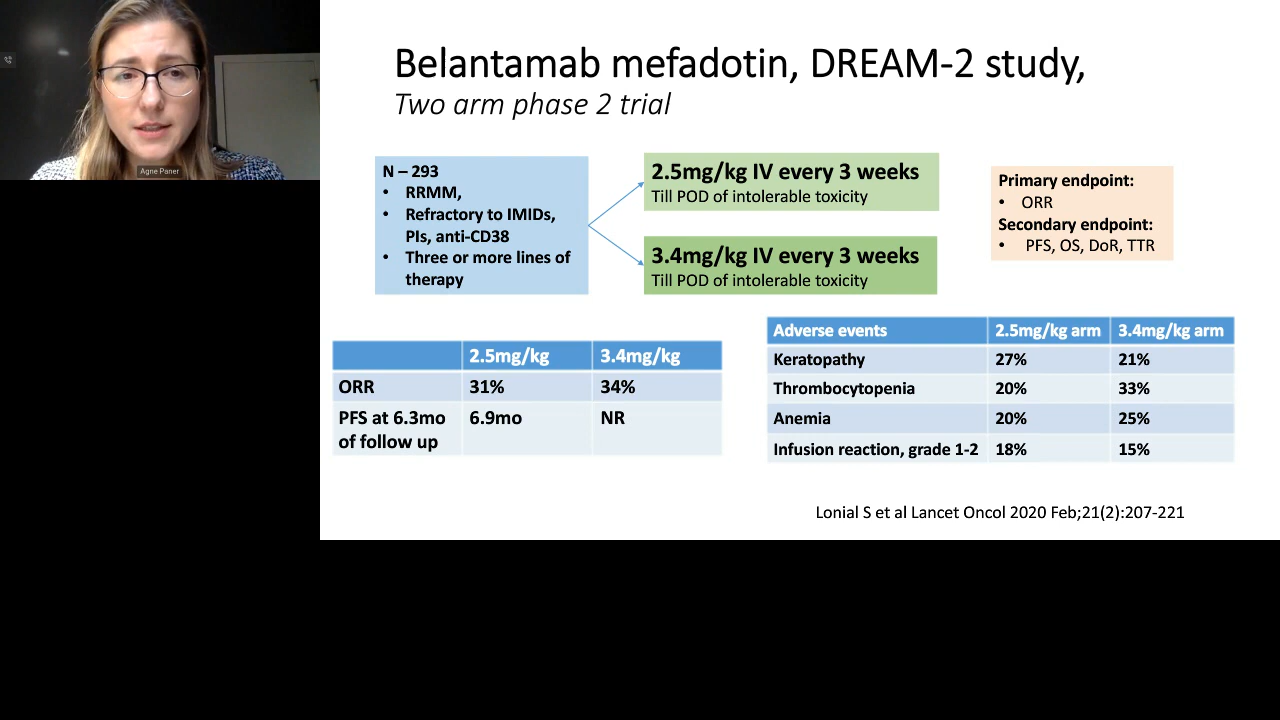 Agne Paner
Belantamab mefadotin, DREAM-2 study,
Two arm phase 2 trial
N – 293
• RRMM,
• Refractory to IMIDs,
PIs, anti-CD38
• Three or more lines of
therapy
2.5mg/kg IV every 3 weeks
Till POD of intolerable toxicity
3.4mg/kg IV every 3 weeks
Till POD of intolerable toxicity
Primary endpoint:
• ORR
Secondary endpoint:
• PFS, OS, DoR, TTR
2.5mg/kg 3.4mg/kg
ORR 31% 34%
PFS at 6.3mo 6.9mo NR
of follow up
Adverse events 2.5mg/kg arm 3.4mg/kg arm
Keratopathy 27% 21%
Thrombocytopenia 20% 33%
Anemia 20% 25%
Infusion reaction, grade 1-2 18% 15%
Lonial S et al Lancet Oncol 2020 Feb;21(2):207-221